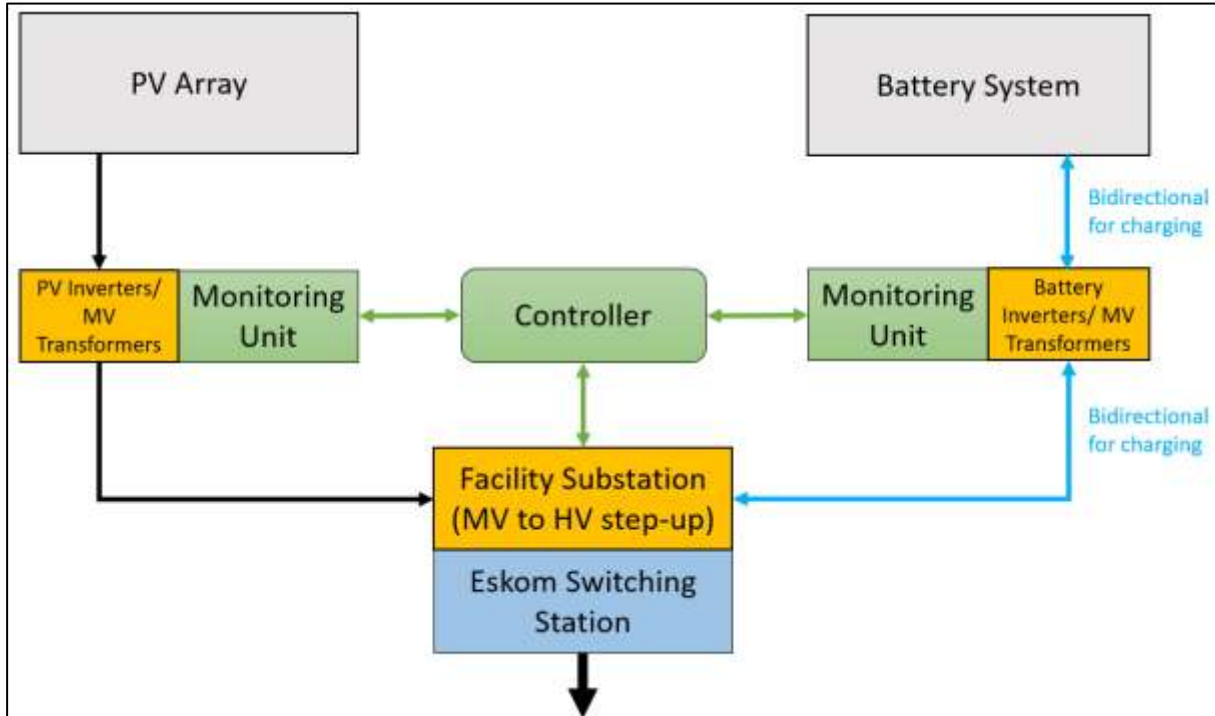 PV Array
Battery System
Bidirectional
for charging
PV Inverters/
MV
Transformers
Monitoring
Unit
Controller
Monitoring
Unit
Battery
Inverters/ MV
Transformers
Bidirectional
for charging
Facility Substation
(MV to HV step-up)
Eskom Switching
Station